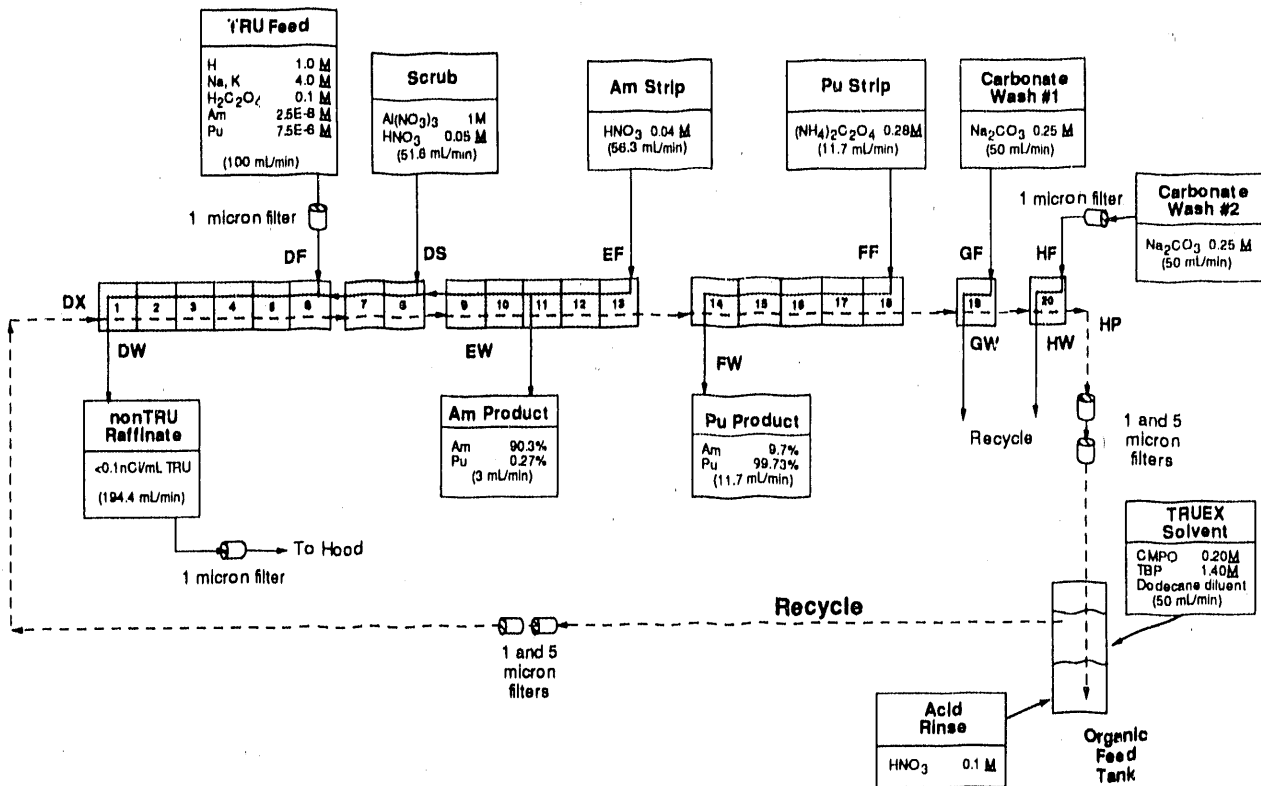 TRU Feed
H 1.0 M
Na, K 4.0 M
H2C2O4 0.1 M
Am 2.5E-8 M
Pu 7.5E-6 M
(100 mL/min)
Scrub
Al(NO3)3 1M
HNO3 0.05 M
(51.8 mL/min)
Am Strip
HNO3 0.04 M
(56.3 mL/min)
Pu Strip
(NH4)2C2O4 0.28M
(11.7 mL/min)
Carbonate
Wash #1
Na2CO3 0.25 M
(50 mL/min)
1 micron filter
Carbonate
Wash #2
Na2CO3 0.25 M
(50 mL/min)
1 micron filter
DF
DS
EF
FF
GF
HF
DX
1 2 3 4 5 6 7 8 9 10 11 12 13 14 15 16 17 18 19 20
HP
DW
EW
FW
GW
HW
nonTRU
Raffinate
<0.1nCi/mL TRU
(194.4 mL/min)
Am Product
Am 90.3%
Pu 0.27%
(3 mL/min)
Pu Product
Am 9.7%
Pu 99.73%
(11.7 mL/min)
Recycle
1 and 5
micron
filters
To Hood
1 micron filter
TRUEX
Solvent
CMPO 0.20M
TBP 1.40M
Dodecane diluent
(50 mL/min)
Recycle
1 and 5
micron
filters
Acid
Rinse
HNO3 0.1 M
Organic
Feed
Tank